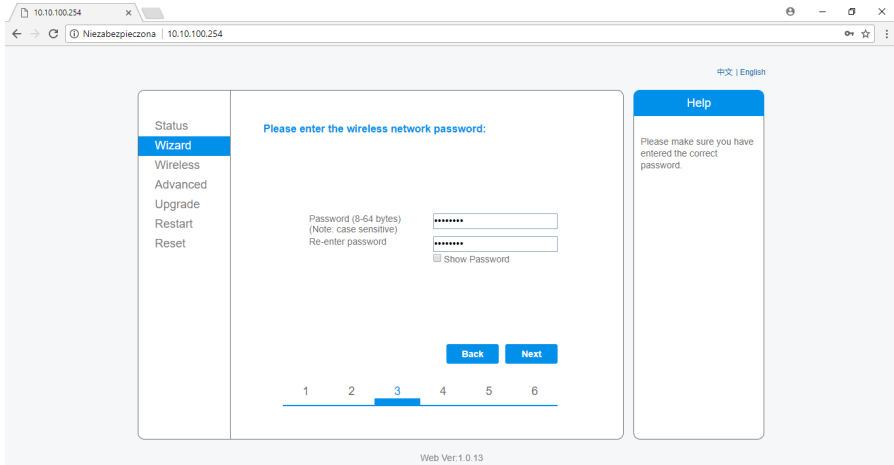 10.10.100.254
Niezabezpieczona | 10.10.100.254
中文 | English
Status
Wizard
Wireless
Advanced
Upgrade
Restart
Reset
Please enter the wireless network password:
Password (8-64 bytes)
(Note: case sensitive)
••••••••
Re-enter password
••••••••
Show Password
Back
Next
1 2 3 4 5 6
Help
Please make sure you have
entered the correct
password.
Web Ver:1.0.13